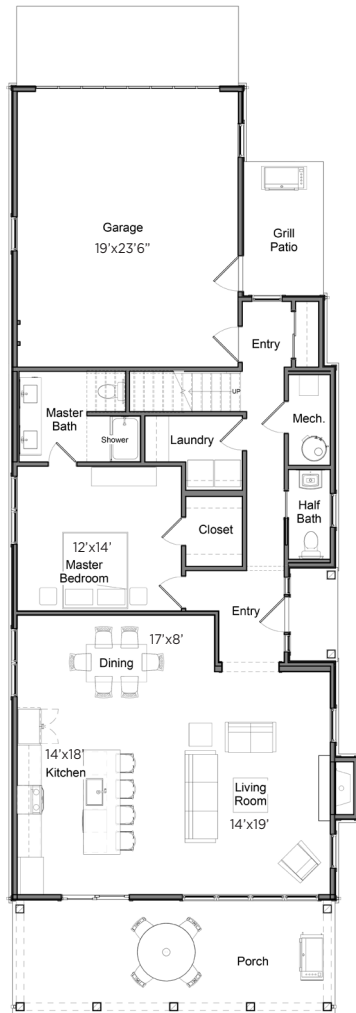 Garage
19'x23'6"
Grill
Patio
Entry
UP
Master
Bath
Shower
Laundry
Mech.
Half
Bath
Closet
12'x14'
Master
Bedroom
Entry
17'x8'
Dining
14'x18'
Kitchen
Living
Room
14'x19'
Porch